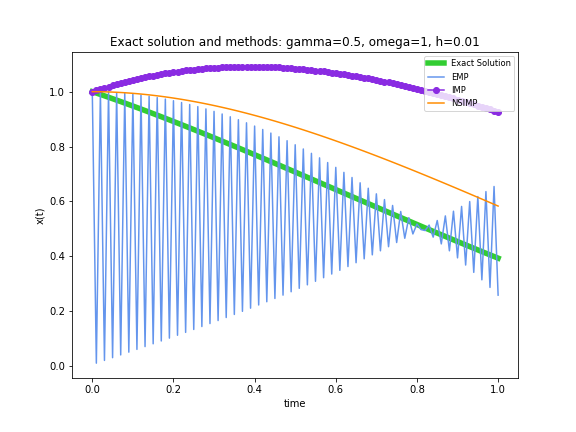 Exact solution and methods: gamma=0.5, omega=1, h=0.01
Exact Solution
EMP
IMP
NSIMP
1.0
0.8
0.6
0.4
0.2
0.0
x(t)
0.0 0.2 0.4 0.6 0.8 1.0
time